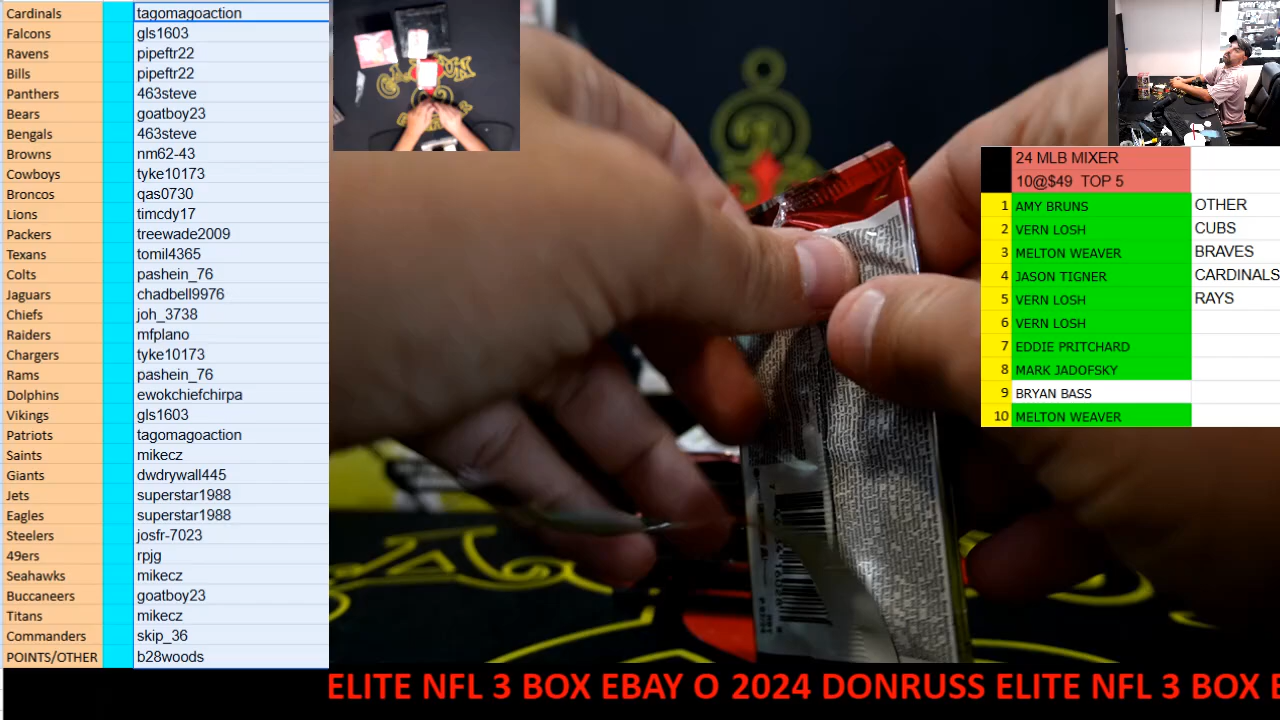 Cardinals tagomagoaction
Falcons gls1603
Ravens pipeftr22
Bills pipeftr22
Panthers 463steve
Bears goatboy23
Bengals 463steve
Browns nm62-43
Cowboys tyke10173
Broncos qas0730
Lions timcdy17
Packers treewade2009
Texans tomil4365
Colts pashein_76
Jaguars chadbell9976
Chiefs joh_3738
Raiders mfplano
Chargers tyke10173
Rams pashein_76
Dolphins ewokchiefchirpa
Vikings gls1603
Patriots tagomagoaction
Saints mikecz
Giants dwdrywall445
Jets superstar1988
Eagles superstar1988
Steelers josfr-7023
49ers rpjg
Seahawks mikecz
Buccaneers goatboy23
Titans mikecz
Commanders skip_36
POINTS/OTHER b28woods
24 MLB MIXER
10@$49 TOP 5
1 AMY BRUNS OTHER
2 VERN LOSH CUBS
3 MELTON WEAVER BRAVES
4 JASON TIGNER CARDINALS
5 VERN LOSH RAYS
6 VERN LOSH
7 EDDIE PRITCHARD
8 MARK JADOFSKY
9 BRYAN BASS
10 MELTON WEAVER
ELITE NFL 3 BOX EBAY O 2024 DONRUSS ELITE NFL 3 BOX E